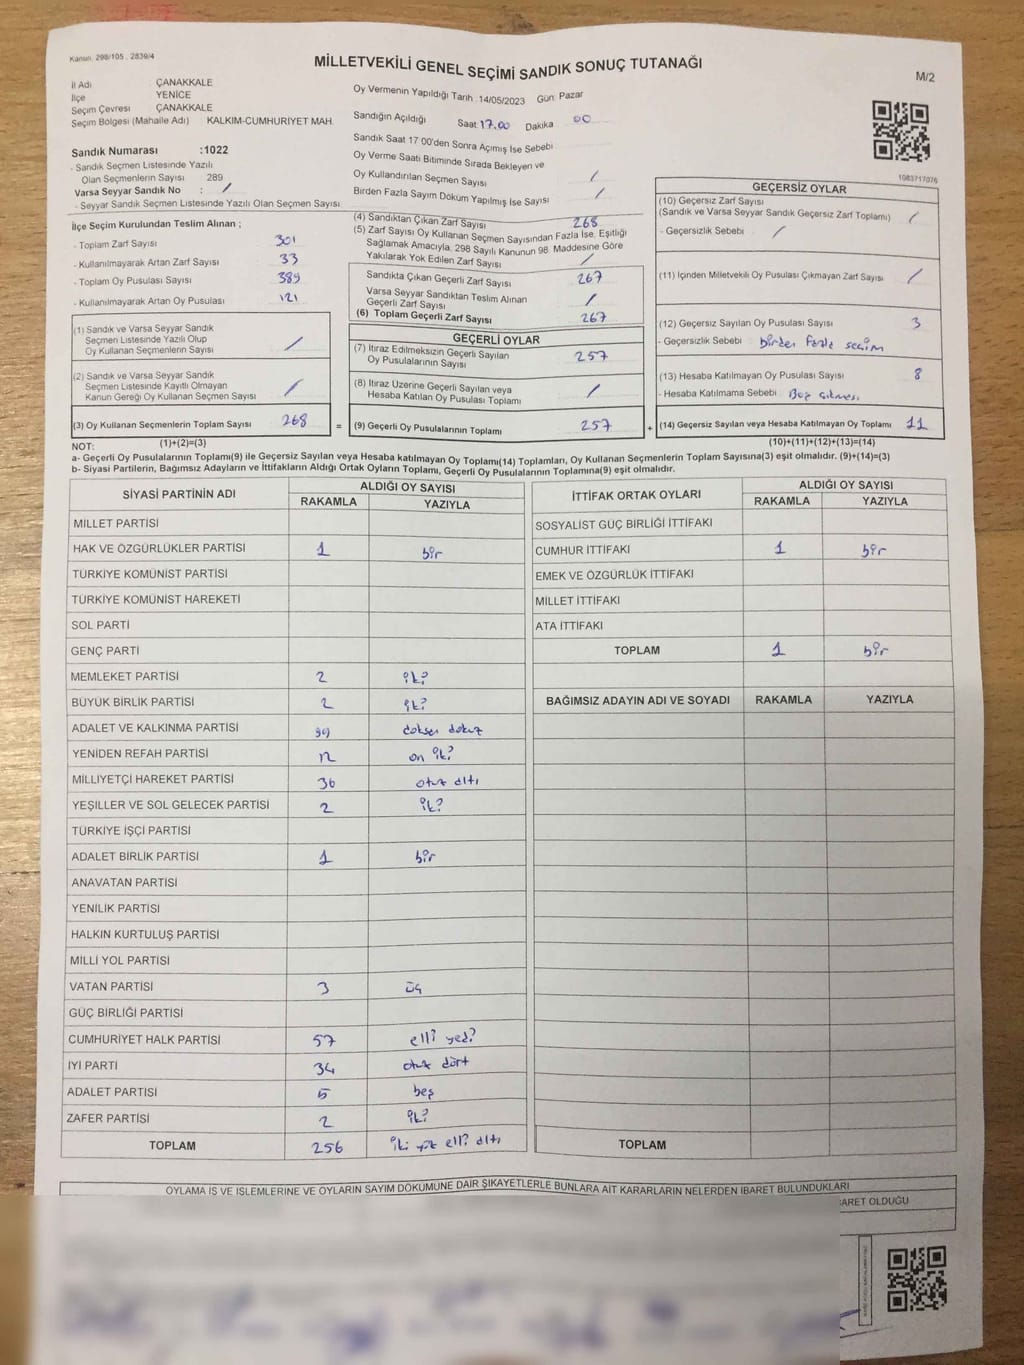 Kanun: 298/105 , 2839/4
MİLLETVEKİLİ GENEL SEÇİMİ SANDIK SONUÇ TUTANAĞI
M/2
İl Adı ÇANAKKALE
İlçe YENİCE
Seçim Çevresi ÇANAKKALE
Seçim Bölgesi (Mahalle Adı) KALKIM-CUMHURİYET MAH.
Oy Vermenin Yapıldığı Tarih :14/05/2023 Gün: Pazar
Sandığın Açıldığı Saat 17.00 Dakika 00
Sandık Saat 17 00'den Sonra Açmış İse Sebebi
Oy Verme Saati Bitiminde Sırada Bekleyen ve
Oy Kullandırılan Seçmen Sayısı /
Birden Fazla Sayım Döküm Yapılmış İse Sayısı /
Sandık Numarası :1022
- Sandık Seçmen Listesinde Yazılı
Olan Seçmenlerin Sayısı 289
Varsa Seyyar Sandık No : /
- Seyyar Sandık Seçmen Listesinde Yazılı Olan Seçmen Sayısı
İlçe Seçim Kurulundan Teslim Alınan ;
- Toplam Zarf Sayısı 301
- Kullanılmayarak Artan Zarf Sayısı 33
- Toplam Oy Pusulası Sayısı 389
- Kullanılmayarak Artan Oy Pusulası 121
(1) Sandık ve Varsa Seyyar Sandık
Seçmen Listesinde Yazılı Olup
Oy Kullanan Seçmenlerin Sayısı /
(2) Sandık ve Varsa Seyyar Sandık
Seçmen Listesinde Kayıtlı Olmayan
Kanun Gereği Oy Kullanan Seçmen Sayısı /
(3) Oy Kullanan Seçmenlerin Toplam Sayısı 268
(4) Sandıktan Çıkan Zarf Sayısı 268
(5) Zarf Sayısı Oy Kullanan Seçmen Sayısından Fazla İse, Eşitliği
Sağlamak Amacıyla, 298 Sayılı Kanunun 98. Maddesine Göre
Yakılarak Yok Edilen Zarf Sayısı /
Sandıkta Çıkan Geçerli Zarf Sayısı 267
Varsa Seyyar Sandıktan Teslim Alınan
Geçerli Zarf Sayısı /
(6) Toplam Geçerli Zarf Sayısı 267
GEÇERLİ OYLAR
(7) İtiraz Edilmeksizin Geçerli Sayılan
Oy Pusulalarının Sayısı 257
(8) İtiraz Üzerine Geçerli Sayılan veya
Hesaba Katılan Oy Pusulası Toplamı /
= (9) Geçerli Oy Pusulalarının Toplamı 257
1083717076
GEÇERSİZ OYLAR
(10) Geçersiz Zarf Sayısı
(Sandık ve Varsa Seyyar Sandık Geçersiz Zarf Toplamı) /
- Geçersizlik Sebebi /
(11) İçinden Milletvekili Oy Pusulası Çıkmayan Zarf Sayısı /
(12) Geçersiz Sayılan Oy Pusulası Sayısı 3
- Geçersizlik Sebebi birden fazla seçim
(13) Hesaba Katılmayan Oy Pusulası Sayısı 8
- Hesaba Katılmama Sebebi Boş çıkması
+ (14) Geçersiz Sayılan veya Hesaba Katılmayan Oy Toplamı 11
NOT: (1)+(2)=(3) (10)+(11)+(12)+(13)=(14)
a- Geçerli Oy Pusulalarının Toplamı(9) ile Geçersiz Sayılan veya Hesaba katılmayan Oy Toplamı(14) Toplamları, Oy Kullanan Seçmenlerin Toplam Sayısına(3) eşit olmalıdır. (9)+(14)=(3)
b- Siyasi Partilerin, Bağımsız Adayların ve İttifakların Aldığı Ortak Oyların Toplamı, Geçerli Oy Pusulalarının Toplamına(9) eşit olmalıdır.
SİYASİ PARTİNİN ADI ALDIĞI OY SAYISI
RAKAMLA YAZIYLA
MİLLET PARTİSİ
HAK VE ÖZGÜRLÜKLER PARTİSİ 1 bir
TÜRKİYE KOMÜNİST PARTİSİ
TÜRKİYE KOMÜNİST HAREKETİ
SOL PARTİ
GENÇ PARTİ
MEMLEKET PARTİSİ 2 iki
BÜYÜK BİRLİK PARTİSİ 2 iki
ADALET VE KALKINMA PARTİSİ 99 doksan dokuz
YENİDEN REFAH PARTİSİ 12 on iki
MİLLİYETÇİ HAREKET PARTİSİ 36 otuz altı
YEŞİLLER VE SOL GELECEK PARTİSİ 2 iki
TÜRKİYE İŞÇİ PARTİSİ
ADALET BİRLİK PARTİSİ 1 bir
ANAVATAN PARTİSİ
YENİLİK PARTİSİ
HALKIN KURTULUŞ PARTİSİ
MİLLİ YOL PARTİSİ
VATAN PARTİSİ 3 üç
GÜÇ BİRLİĞİ PARTİSİ
CUMHURİYET HALK PARTİSİ 57 elli yedi
İYİ PARTİ 34 otuz dört
ADALET PARTİSİ 5 beş
ZAFER PARTİSİ 2 iki
TOPLAM 256 iki yüz elli altı
İTTİFAK ORTAK OYLARI ALDIĞI OY SAYISI
RAKAMLA YAZIYLA
SOSYALİST GÜÇ BİRLİĞİ İTTİFAKI
CUMHUR İTTİFAKI 1 bir
EMEK VE ÖZGÜRLÜK İTTİFAKI
MİLLET İTTİFAKI
ATA İTTİFAKI
TOPLAM 1 bir
BAĞIMSIZ ADAYIN ADI VE SOYADI RAKAMLA YAZIYLA
TOPLAM
OYLAMA İŞ VE İŞLEMLERİNE VE OYLARIN SAYIM DÖKÜMÜNE DAİR ŞİKAYETLERLE BUNLARA AİT KARARLARIN NELERDEN İBARET BULUNDUKLARI
BARET OLDUĞU